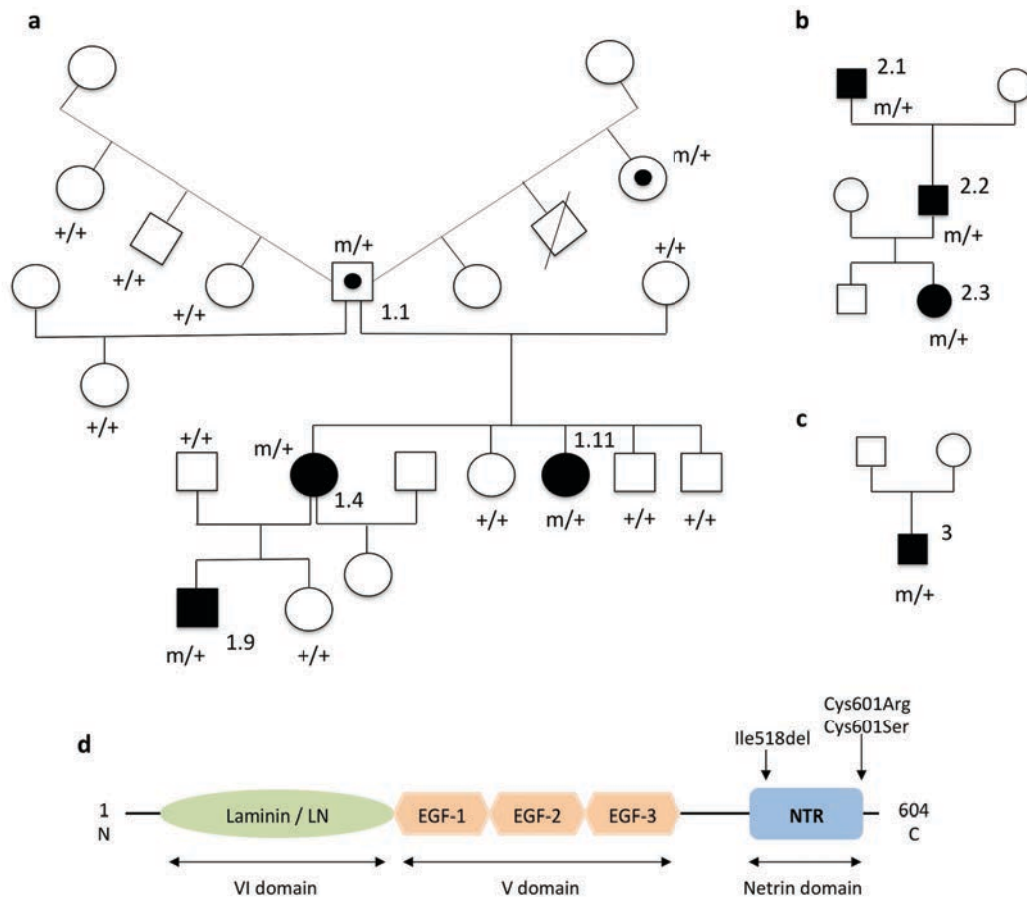 a
b
2.1
m/+
m/+
2.2
m/+
+/+
+/+
+/+
m/+
1.1
+/+
2.3
m/+
+/+
c
+/+
m/+
1.4
1.11
+/+
m/+
+/+
+/+
3
m/+
m/+
1.9
+/+
d
Cys601Arg
Cys601Ser
Ile518del
1
N
Laminin / LN
EGF-1
EGF-2
EGF-3
NTR
604
C
VI domain
V domain
Netrin domain